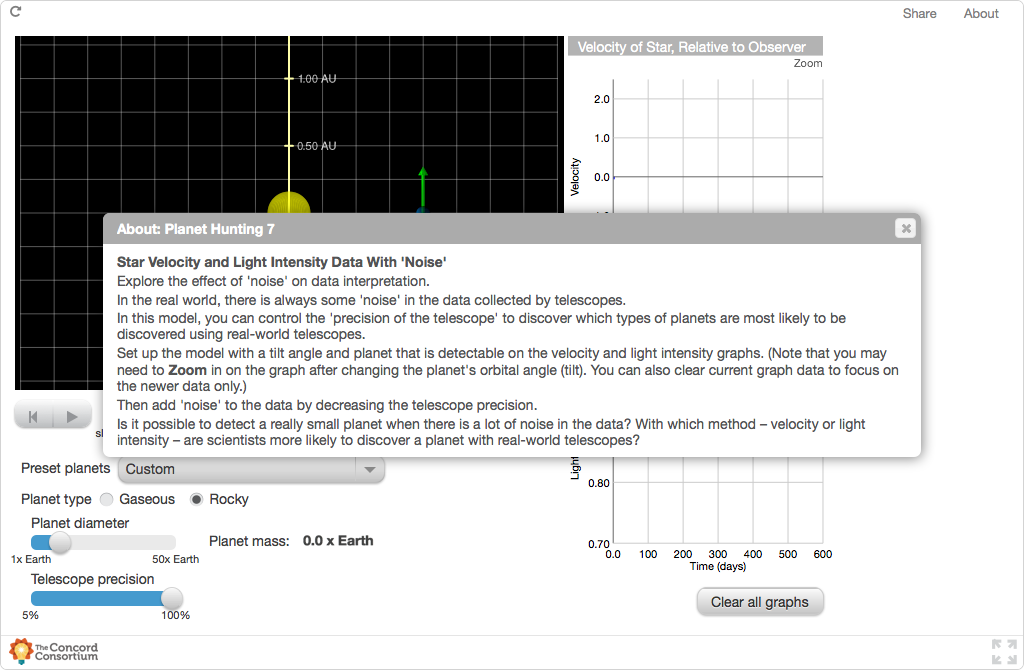 Share About
Velocity of Star, Relative to Observer
Zoom
1.00 AU
0.50 AU
2.0
1.0
0.0
Velocity
About: Planet Hunting 7
Star Velocity and Light Intensity Data With 'Noise'
Explore the effect of 'noise' on data interpretation.
In the real world, there is always some 'noise' in the data collected by telescopes.
In this model, you can control the 'precision of the telescope' to discover which types of planets are most likely to be
discovered using real-world telescopes.
Set up the model with a tilt angle and planet that is detectable on the velocity and light intensity graphs. (Note that you may
need to Zoom in on the graph after changing the planet's orbital angle (tilt). You can also clear current graph data to focus on
the newer data only.)
Then add 'noise' to the data by decreasing the telescope precision.
Is it possible to detect a really small planet when there is a lot of noise in the data? With which method – velocity or light
intensity – are scientists more likely to discover a planet with real-world telescopes?
Light
0.80
0.70
0.0 100 200 300 400 500 600
Time (days)
Clear all graphs
Preset planets Custom
Planet type Gaseous Rocky
Planet diameter
1x Earth 50x Earth
Planet mass: 0.0 x Earth
Telescope precision
5% 100%
The Concord
Consortium